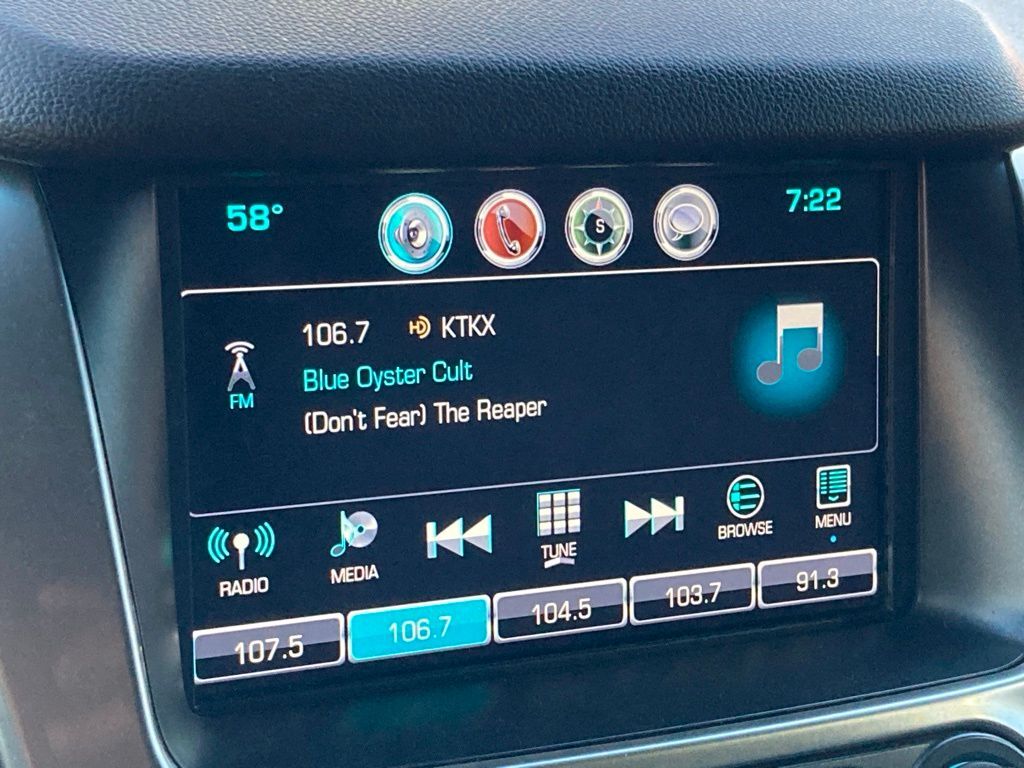 58° 7:22
S
106.7 HD KTKX
Blue Oyster Cult
FM
(Don't Fear) The Reaper
RADIO MEDIA TUNE BROWSE MENU
107.5 106.7 104.5 103.7 91.3